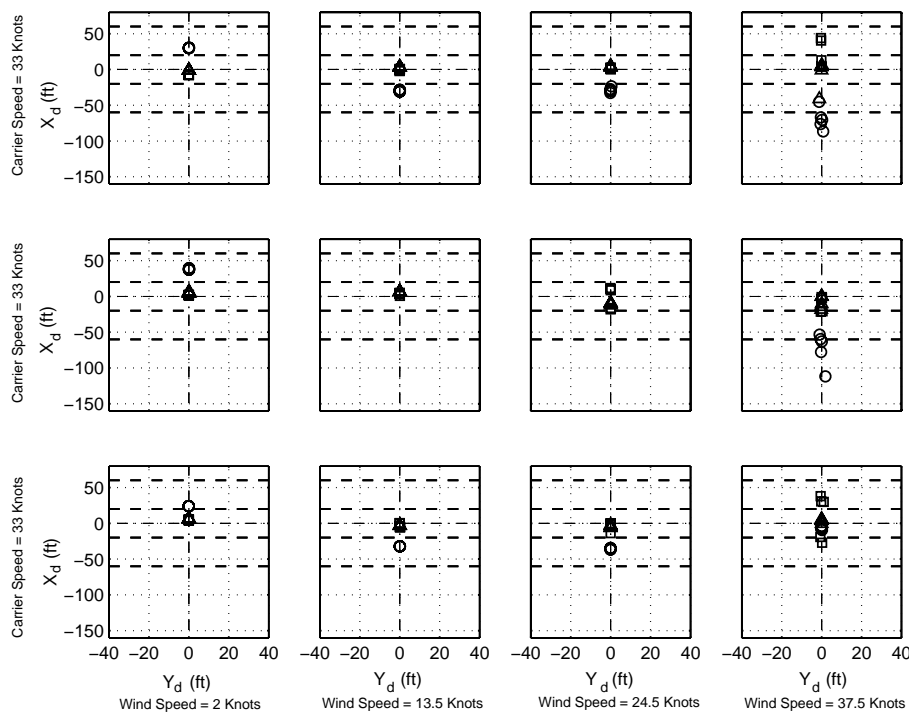 Carrier Speed = 33 Knots
X_d (ft)
50
0
−50
−100
−150
Carrier Speed = 33 Knots
X_d (ft)
50
0
−50
−100
−150
Carrier Speed = 33 Knots
X_d (ft)
50
0
−50
−100
−150
−40 −20 0 20 40
Y_d (ft)
Wind Speed = 2 Knots
−40 −20 0 20 40
Y_d (ft)
Wind Speed = 13.5 Knots
−40 −20 0 20 40
Y_d (ft)
Wind Speed = 24.5 Knots
−40 −20 0 20 40
Y_d (ft)
Wind Speed = 37.5 Knots